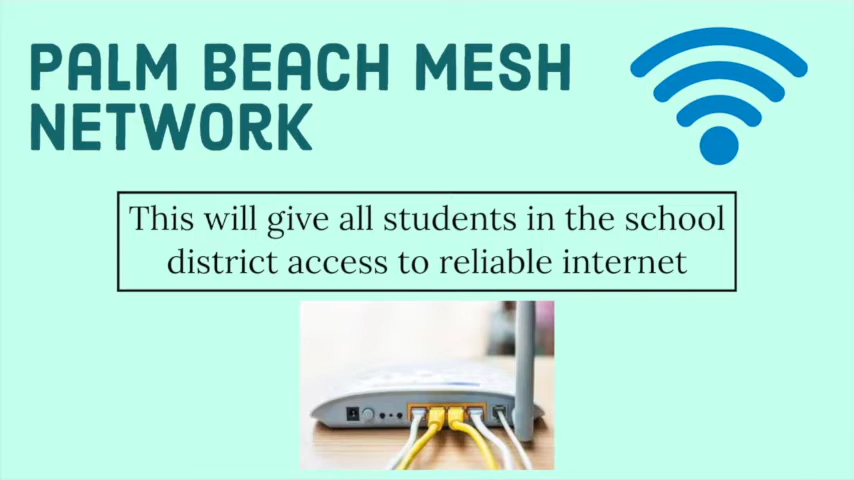 PALM BEACH MESH
NETWORK
This will give all students in the school
district access to reliable internet